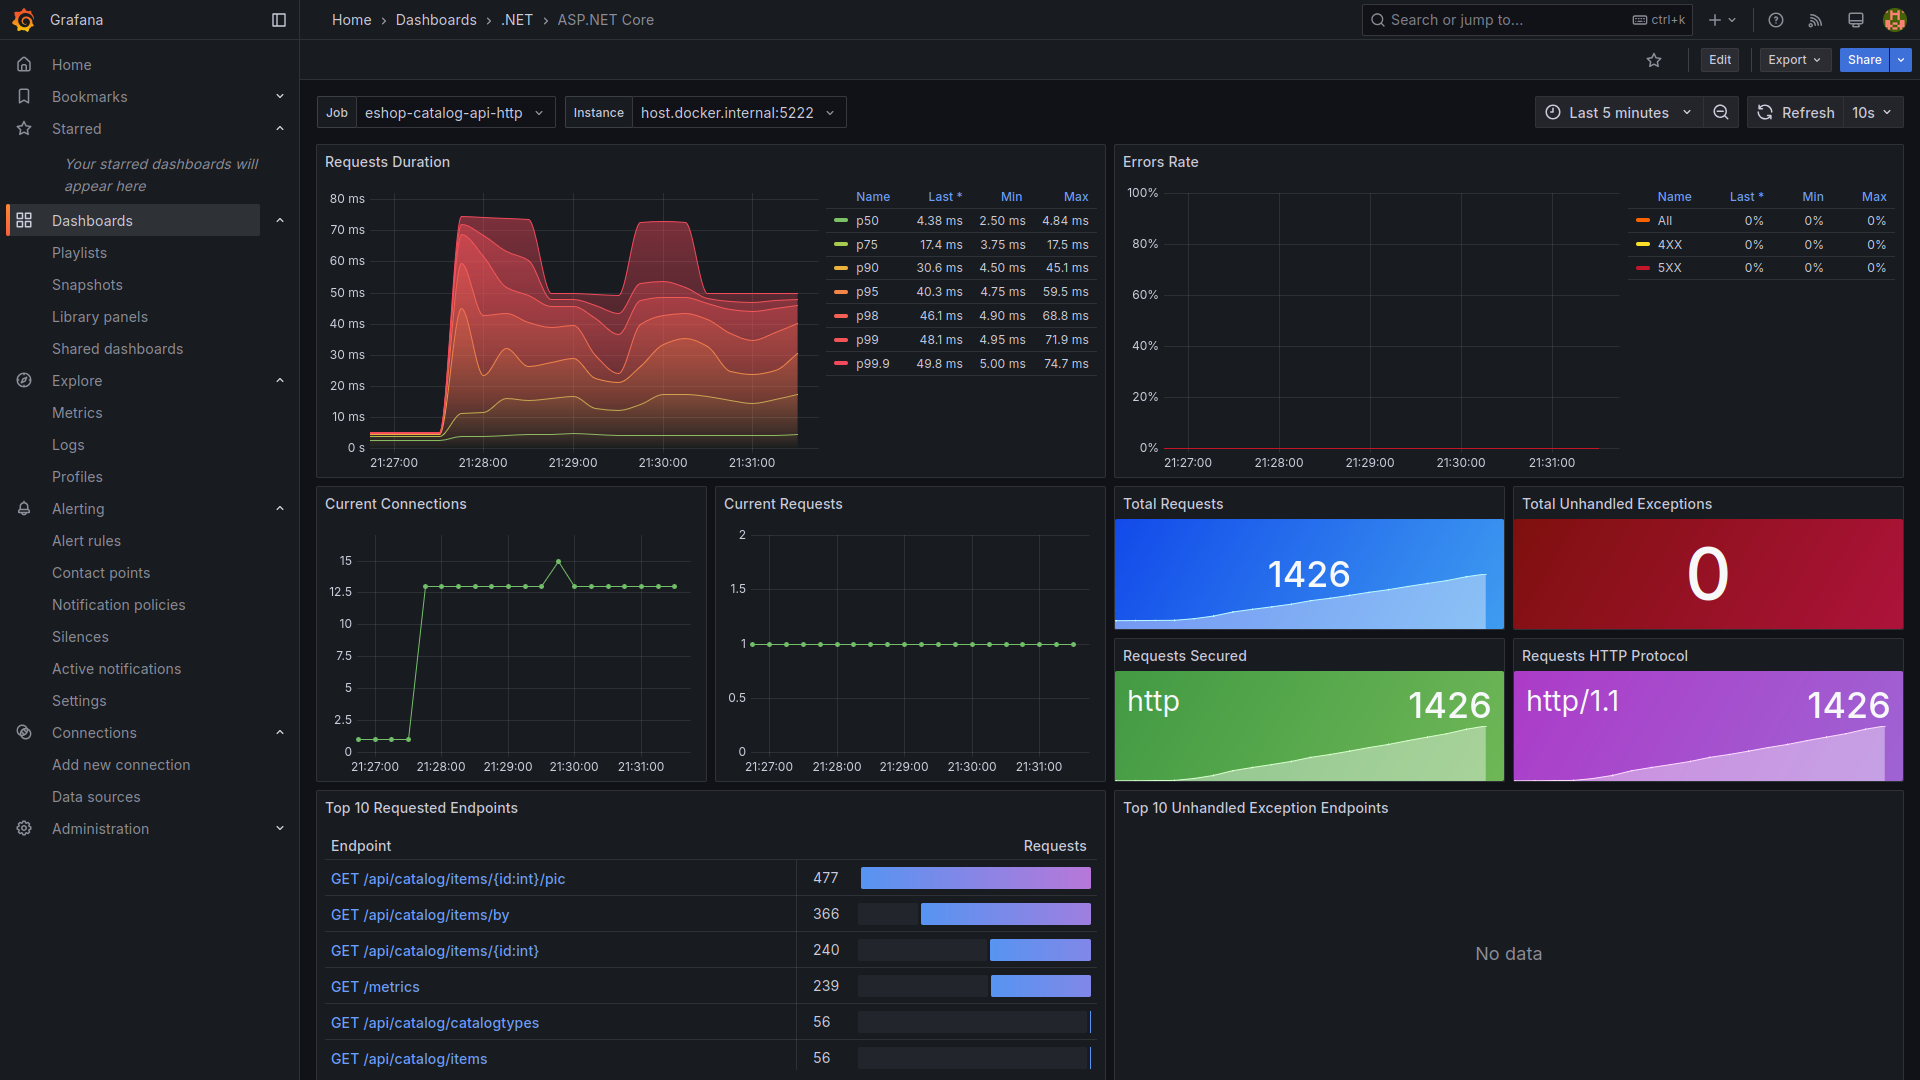 Grafana
Home › Dashboards › .NET › ASP.NET Core
Search or jump to...
ctrl+k
Edit
Export
Share
Home
Bookmarks
Starred
Your starred dashboards will
appear here
Dashboards
Playlists
Snapshots
Library panels
Shared dashboards
Explore
Metrics
Logs
Profiles
Alerting
Alert rules
Contact points
Notification policies
Silences
Active notifications
Settings
Connections
Add new connection
Data sources
Administration
Job eshop-catalog-api-http
Instance host.docker.internal:5222
Last 5 minutes
Refresh 10s
Requests Duration
80 ms
70 ms
60 ms
50 ms
40 ms
30 ms
20 ms
10 ms
0 s
21:27:00 21:28:00 21:29:00 21:30:00 21:31:00
Name Last * Min Max
p50 4.38 ms 2.50 ms 4.84 ms
p75 17.4 ms 3.75 ms 17.5 ms
p90 30.6 ms 4.50 ms 45.1 ms
p95 40.3 ms 4.75 ms 59.5 ms
p98 46.1 ms 4.90 ms 68.8 ms
p99 48.1 ms 4.95 ms 71.9 ms
p99.9 49.8 ms 5.00 ms 74.7 ms
Errors Rate
100%
80%
60%
40%
20%
0%
21:27:00 21:28:00 21:29:00 21:30:00 21:31:00
Name Last * Min Max
All 0% 0% 0%
4XX 0% 0% 0%
5XX 0% 0% 0%
Current Connections
15
12.5
10
7.5
5
2.5
0
21:27:00 21:28:00 21:29:00 21:30:00 21:31:00
Current Requests
2
1.5
1
0.5
0
21:27:00 21:28:00 21:29:00 21:30:00 21:31:00
Total Requests
1426
Total Unhandled Exceptions
0
Requests Secured
http 1426
Requests HTTP Protocol
http/1.1 1426
Top 10 Requested Endpoints
Endpoint Requests
GET /api/catalog/items/{id:int}/pic 477
GET /api/catalog/items/by 366
GET /api/catalog/items/{id:int} 240
GET /metrics 239
GET /api/catalog/catalogtypes 56
GET /api/catalog/items 56
Top 10 Unhandled Exception Endpoints
No data